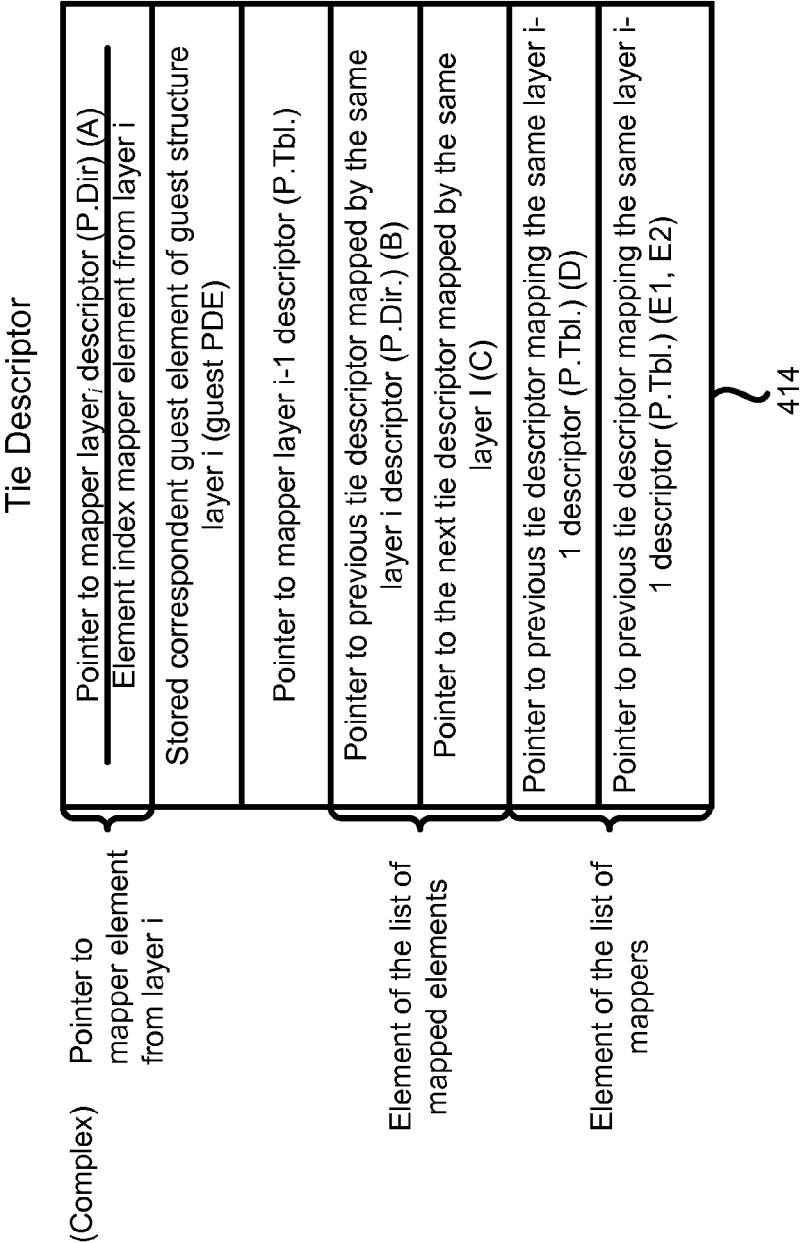 Tie Descriptor
(Complex)
Pointer to
mapper element
from layer i
Pointer to mapper layerᵢ descriptor (P.Dir) (A)
Element index mapper element from layer i
Stored correspondent guest element of guest structure
layer i (guest PDE)
Pointer to mapper layer i-1 descriptor (P.Tbl.)
Element of the list of
mapped elements
Pointer to previous tie descriptor mapped by the same
layer i descriptor (P.Dir.) (B)
Pointer to the next tie descriptor mapped by the same
layer I (C)
Element of the list of
mappers
Pointer to previous tie descriptor mapping the same layer i-
1 descriptor (P.Tbl.) (D)
Pointer to previous tie descriptor mapping the same layer i-
1 descriptor (P.Tbl.) (E1, E2)
414